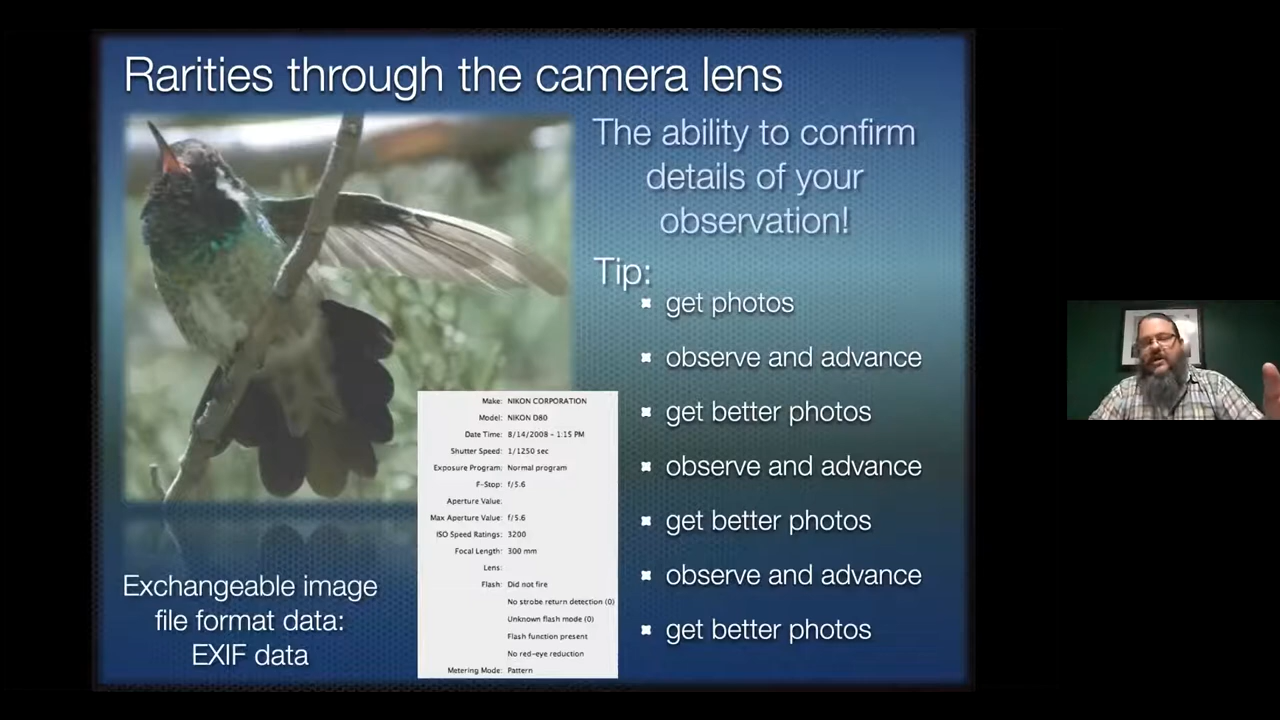 Rarities through the camera lens
The ability to confirm
details of your
observation!
Tip:
get photos
observe and advance
get better photos
observe and advance
get better photos
observe and advance
get better photos
Make: NIKON CORPORATION
Model: NIKON D80
Date Time: 8/14/2008 - 1:15 PM
Shutter Speed: 1/1250 sec
Exposure Program: Normal program
F-Stop: f/5.6
Aperture Value:
Max Aperture Value: f/5.6
ISO Speed Ratings: 3200
Focal Length: 300 mm
Lens:
Flash: Did not fire
No strobe return detection (0)
Unknown flash mode (0)
Flash function present
No red-eye reduction
Metering Mode: Pattern
Exchangeable image
file format data:
EXIF data